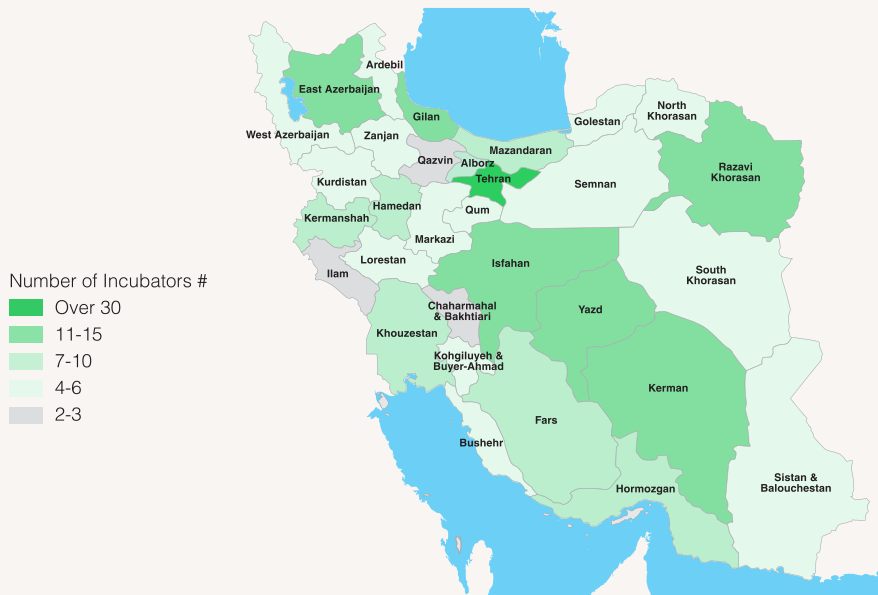 Ardebil
East Azerbaijan
Gilan
West Azerbaijan
Zanjan
Golestan
North
Khorasan
Mazandaran
Qazvin
Alborz
Tehran
Razavi
Khorasan
Kurdistan
Semnan
Hamedan
Qum
Kermanshah
Markazi
Lorestan
Isfahan
Ilam
South
Khorasan
Number of Incubators #
Over 30
11-15
7-10
4-6
2-3
Chaharmahal
& Bakhtiari
Yazd
Khouzestan
Kohgiluyeh &
Buyer-Ahmad
Kerman
Fars
Bushehr
Hormozgan
Sistan &
Balouchestan